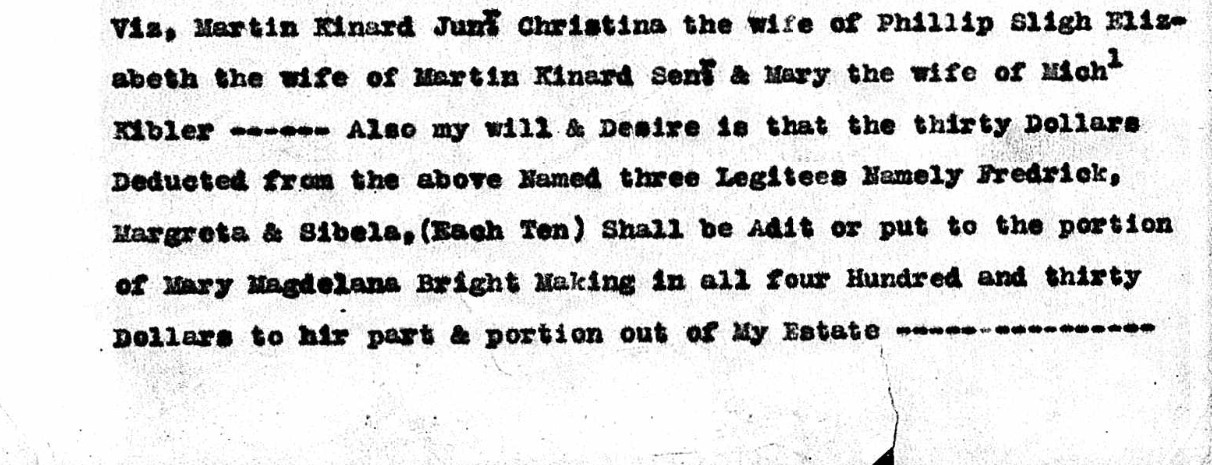 Viz, Martin Kinard Junr Christina the wife of Phillip Sligh Eliz-
abeth the wife of Martin Kinard Senr & Mary the wife of Michl
Kibler ------ Also my will & Desire is that the thirty Dollars
Deducted from the above Named three Legitees Namely Fredrick,
Margreta & Sibela,(Each Ten) Shall be Adit or put to the portion
of Mary Magdelana Bright Making in all four Hundred and thirty
Dollars to hir part & portion out of My Estate ----------------